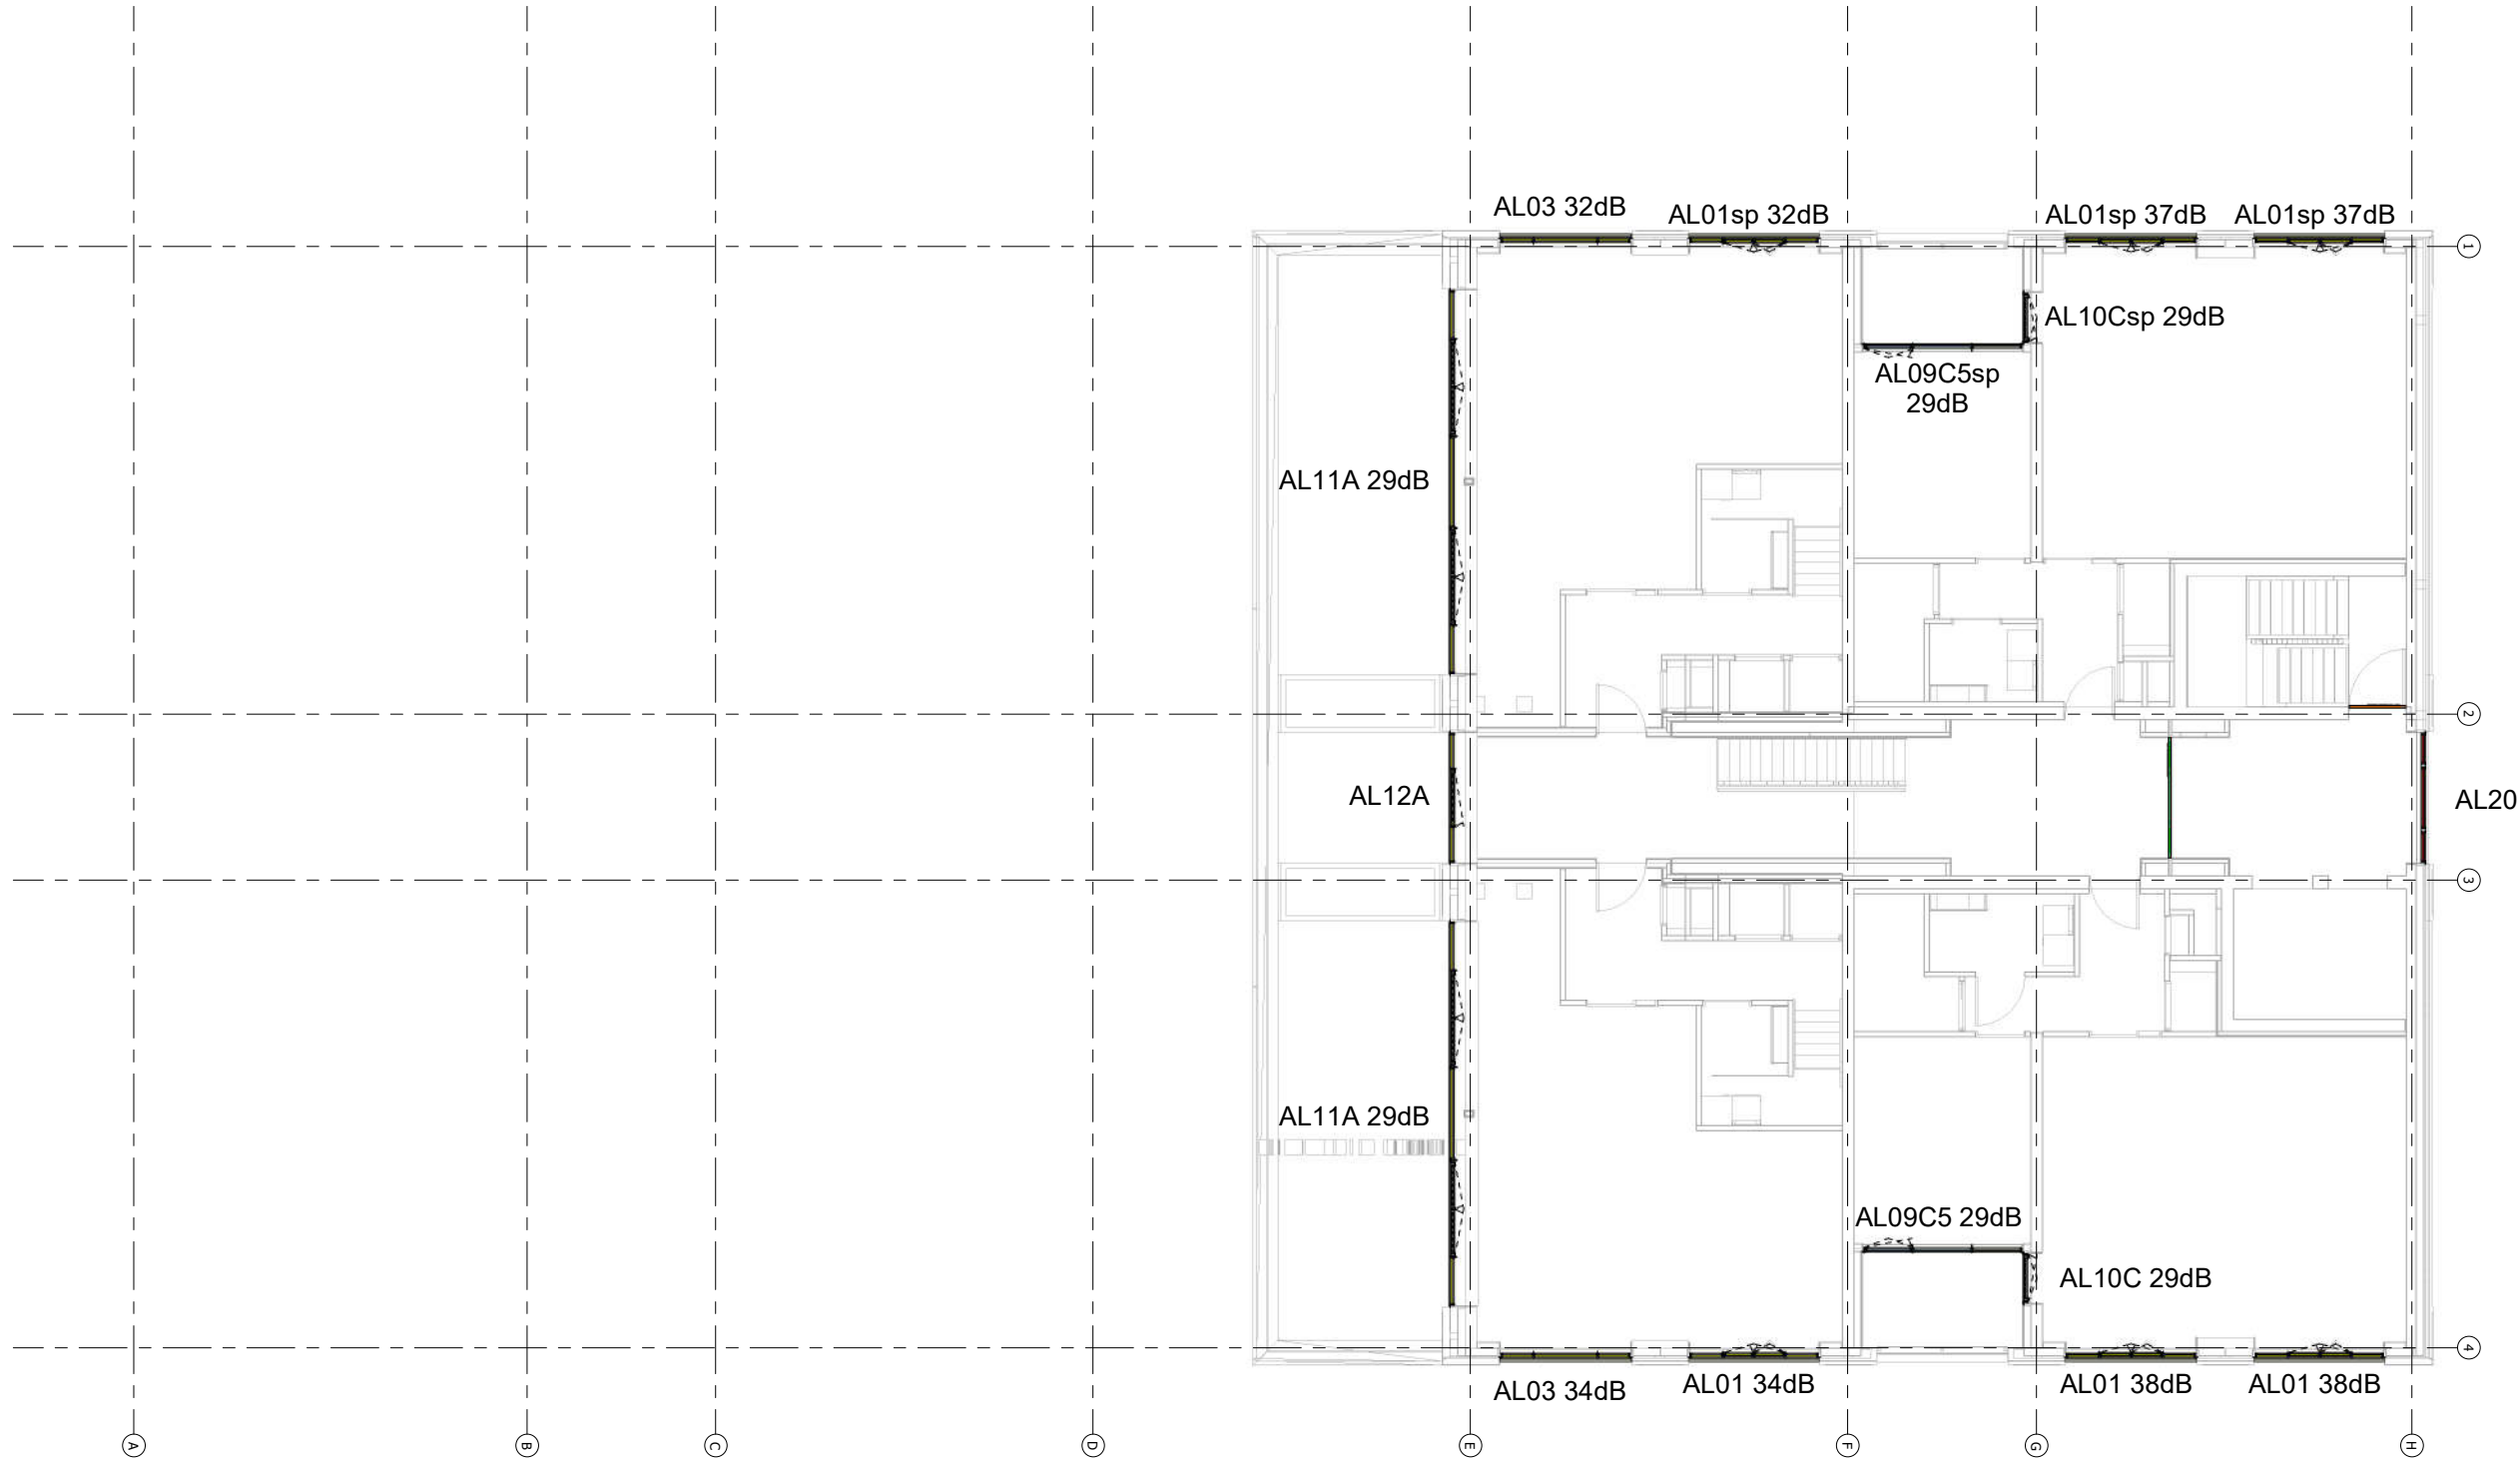 AL03 32dB
AL01sp 32dB
AL01sp 37dB
AL01sp 37dB
1
AL10Csp 29dB
AL09C5sp
29dB
AL11A 29dB
2
AL12A
AL20
3
AL11A 29dB
AL09C5 29dB
AL10C 29dB
4
AL03 34dB
AL01 34dB
AL01 38dB
AL01 38dB
A
B
C
D
E
F
G
H